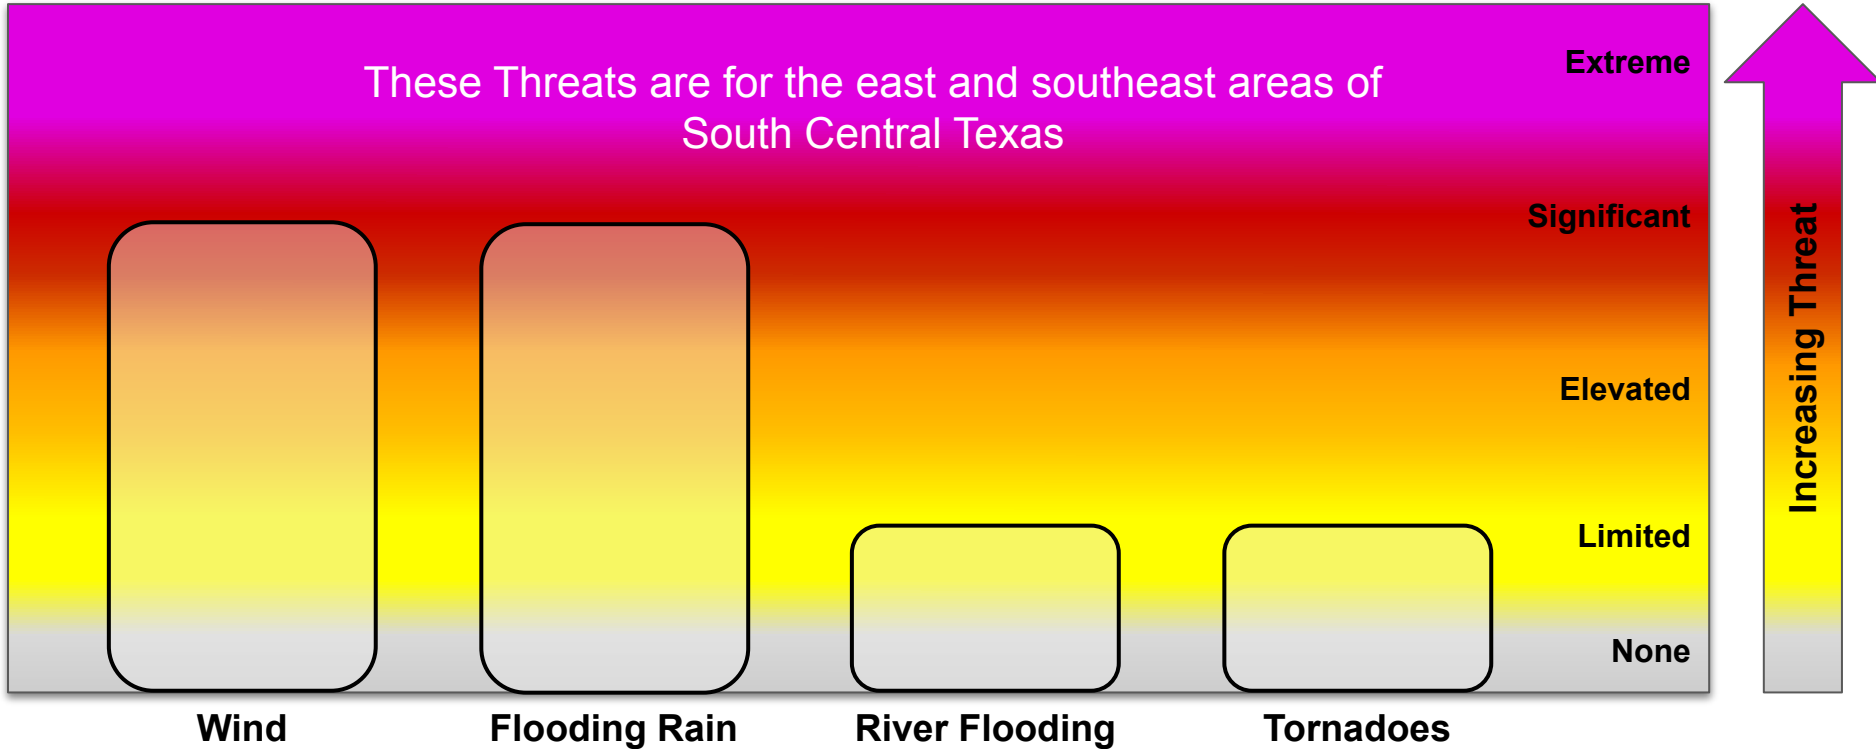 These Threats are for the east and southeast areas of
South Central Texas
Extreme
Significant
Elevated
Limited
None
Increasing Threat
Wind
Flooding Rain
River Flooding
Tornadoes